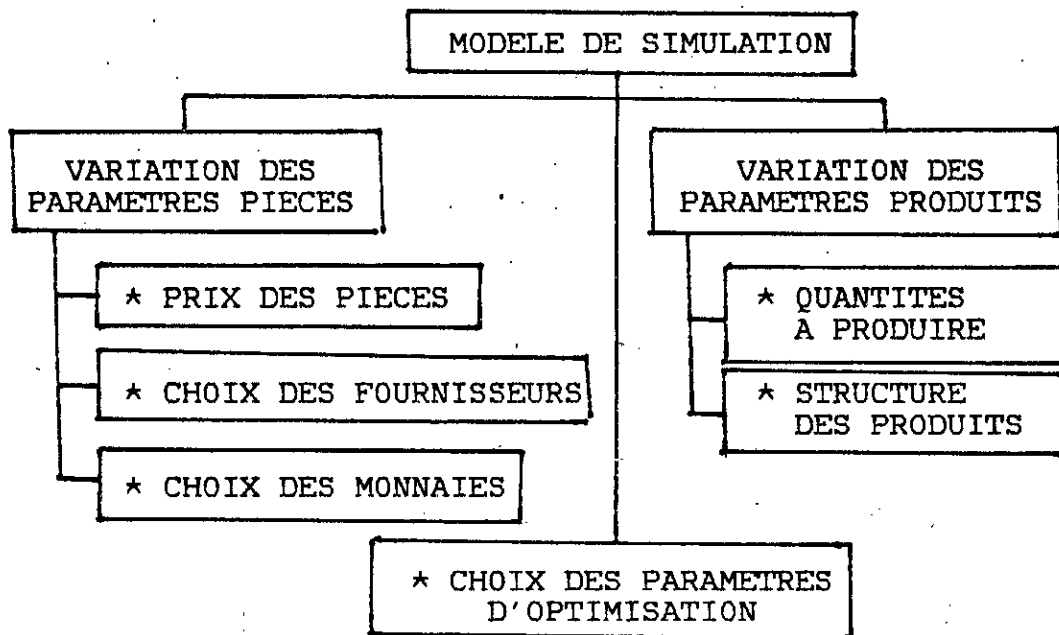 MODELE DE SIMULATION
VARIATION DES
PARAMETRES PIECES
* PRIX DES PIECES
* CHOIX DES FOURNISSEURS
* CHOIX DES MONNAIES
VARIATION DES
PARAMETRES PRODUITS
* QUANTITES
A PRODUIRE
* STRUCTURE
DES PRODUITS
* CHOIX DES PARAMETRES
D'OPTIMISATION